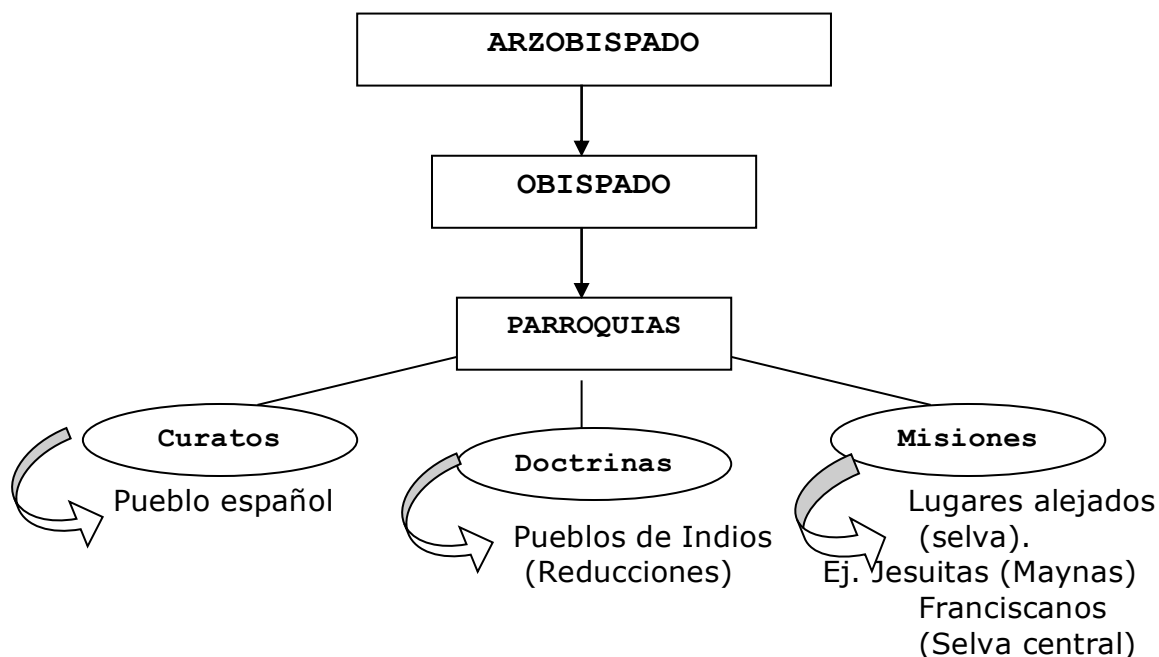 ARZOBISPADO
OBISPADO
PARROQUIAS
Curatos
Pueblo español
Doctrinas
Pueblos de Indios
(Reducciones)
Misiones
Lugares alejados
(selva).
Ej. Jesuitas (Maynas)
Franciscanos
(Selva central)